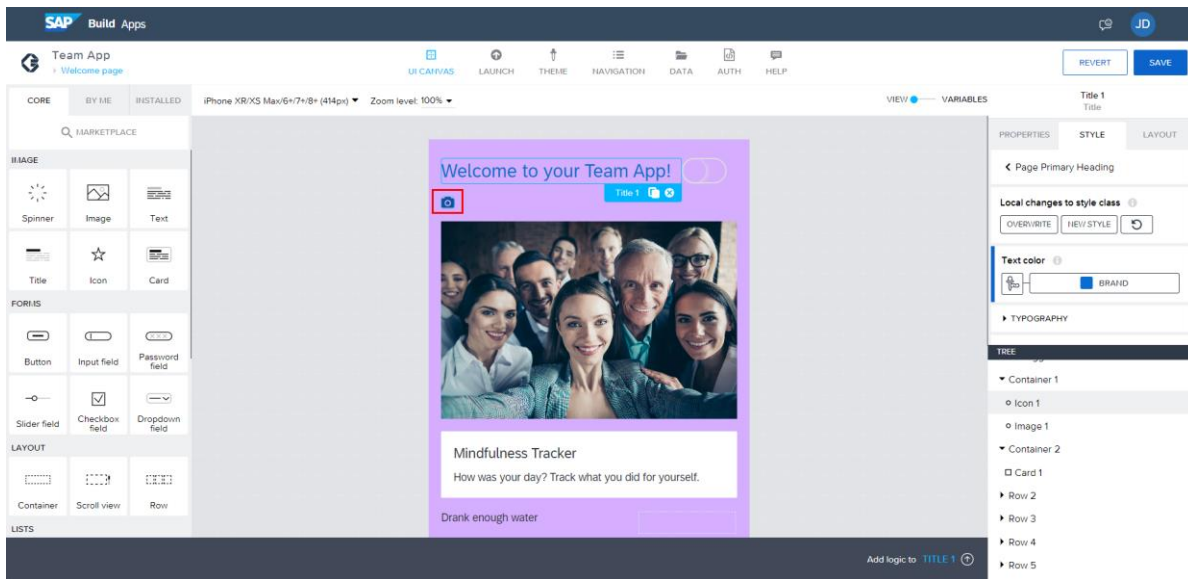 SAP Build Apps
JD
Team App
Welcome page
UI CANVAS LAUNCH THEME NAVIGATION DATA AUTH HELP
REVERT SAVE
CORE BY ME INSTALLED
iPhone XR/XS Max/6+/7+/8+ (414px) Zoom level: 100%
VIEW VARIABLES
Title 1
Title
MARKETPLACE
PROPERTIES STYLE LAYOUT
IMAGE
Spinner Image Text
Title Icon Card
FORMS
Button Input field Password field
Slider field Checkbox field Dropdown field
LAYOUT
Container Scroll view Row
LISTS
Welcome to your Team App!
Title 1
Mindfulness Tracker
How was your day? Track what you did for yourself.
Drank enough water
Page Primary Heading
Local changes to style class
OVERWRITE NEW STYLE
Text color
BRAND
TYPOGRAPHY
TREE
Container 1
Icon 1
Image 1
Container 2
Card 1
Row 2
Row 3
Row 4
Row 5
Add logic to TITLE 1